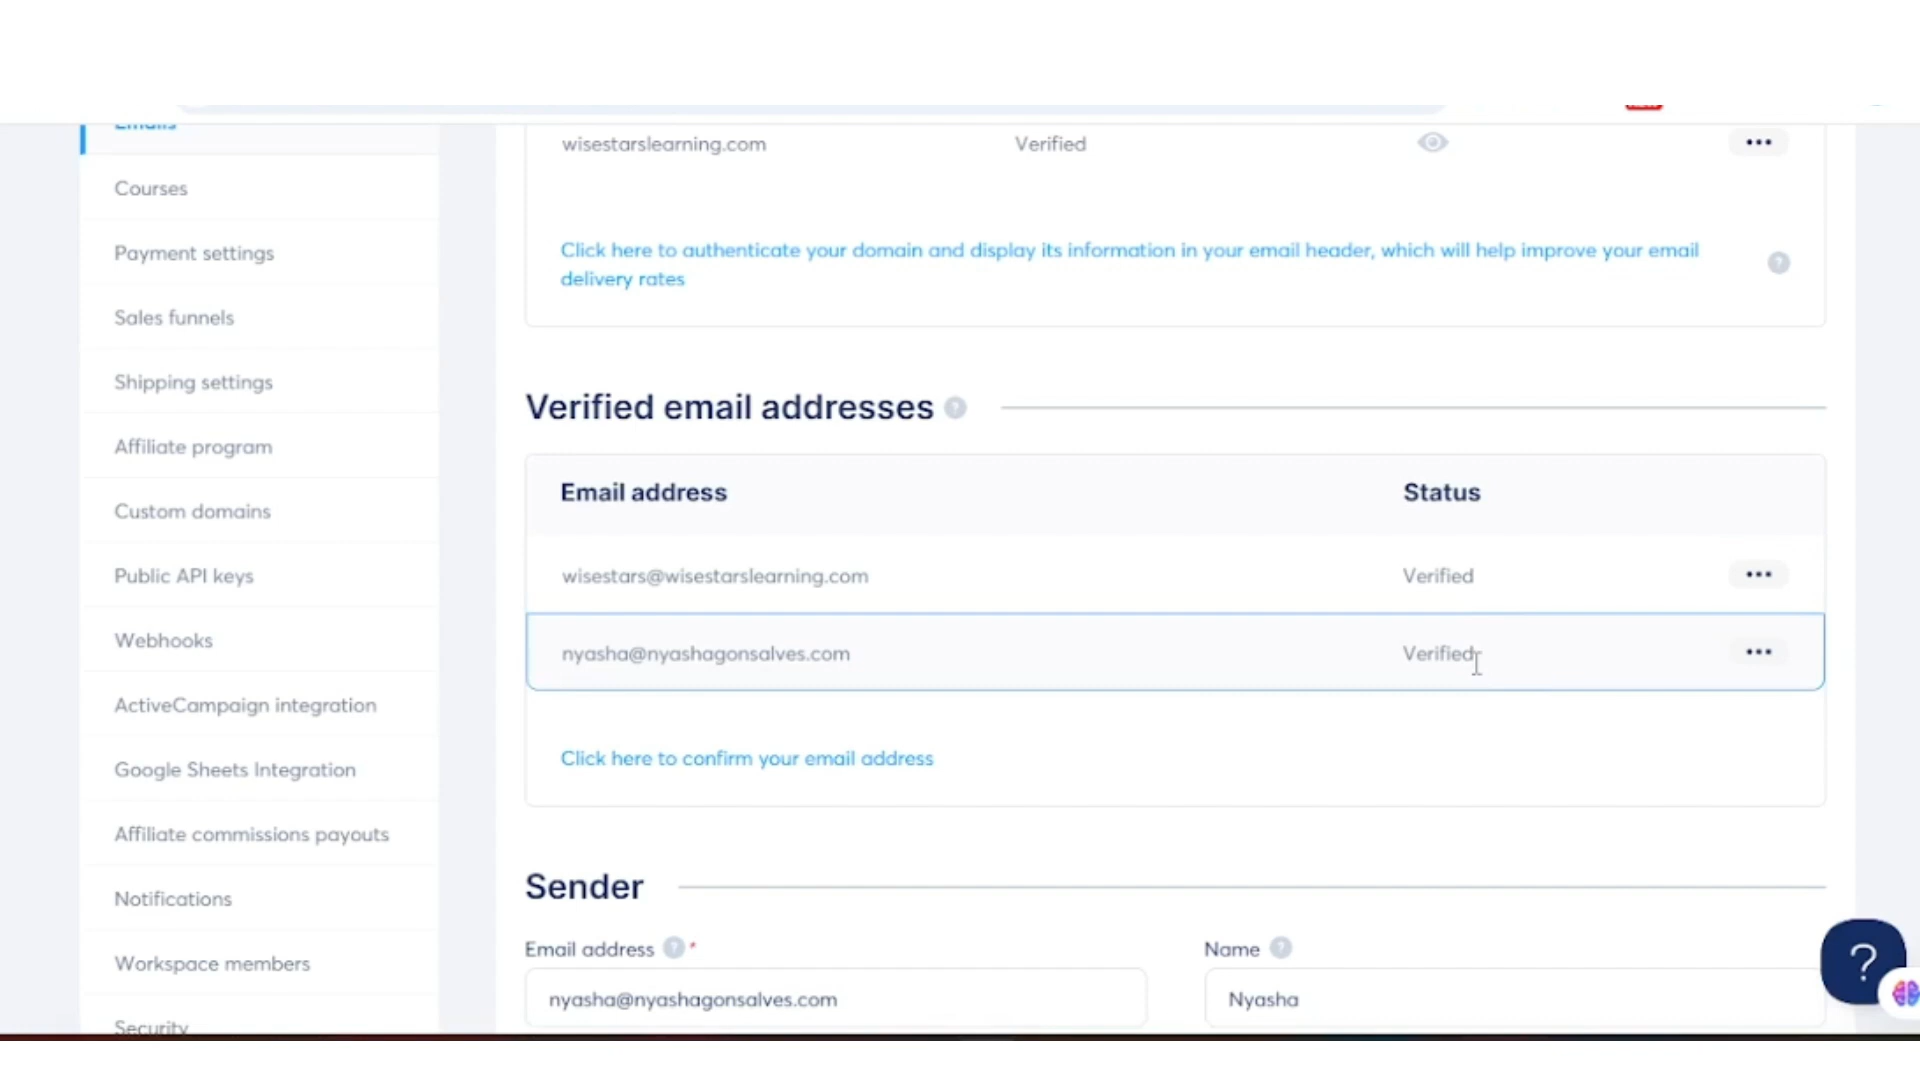 Emails
wisestarslearning.com Verified
Courses
Click here to authenticate your domain and display its information in your email header, which will help improve your email
delivery rates
?
Payment settings
Sales funnels
Shipping settings
Affiliate program
Custom domains
Public API keys
Webhooks
ActiveCampaign integration
Google Sheets Integration
Affiliate commissions payouts
Notifications
Workspace members
Security
Verified email addresses ?
Email address Status
wisestars@wisestarslearning.com Verified
nyasha@nyashagonsalves.com Verified
Click here to confirm your email address
Sender
Email address ? * Name ?
nyasha@nyashagonsalves.com Nyasha
?